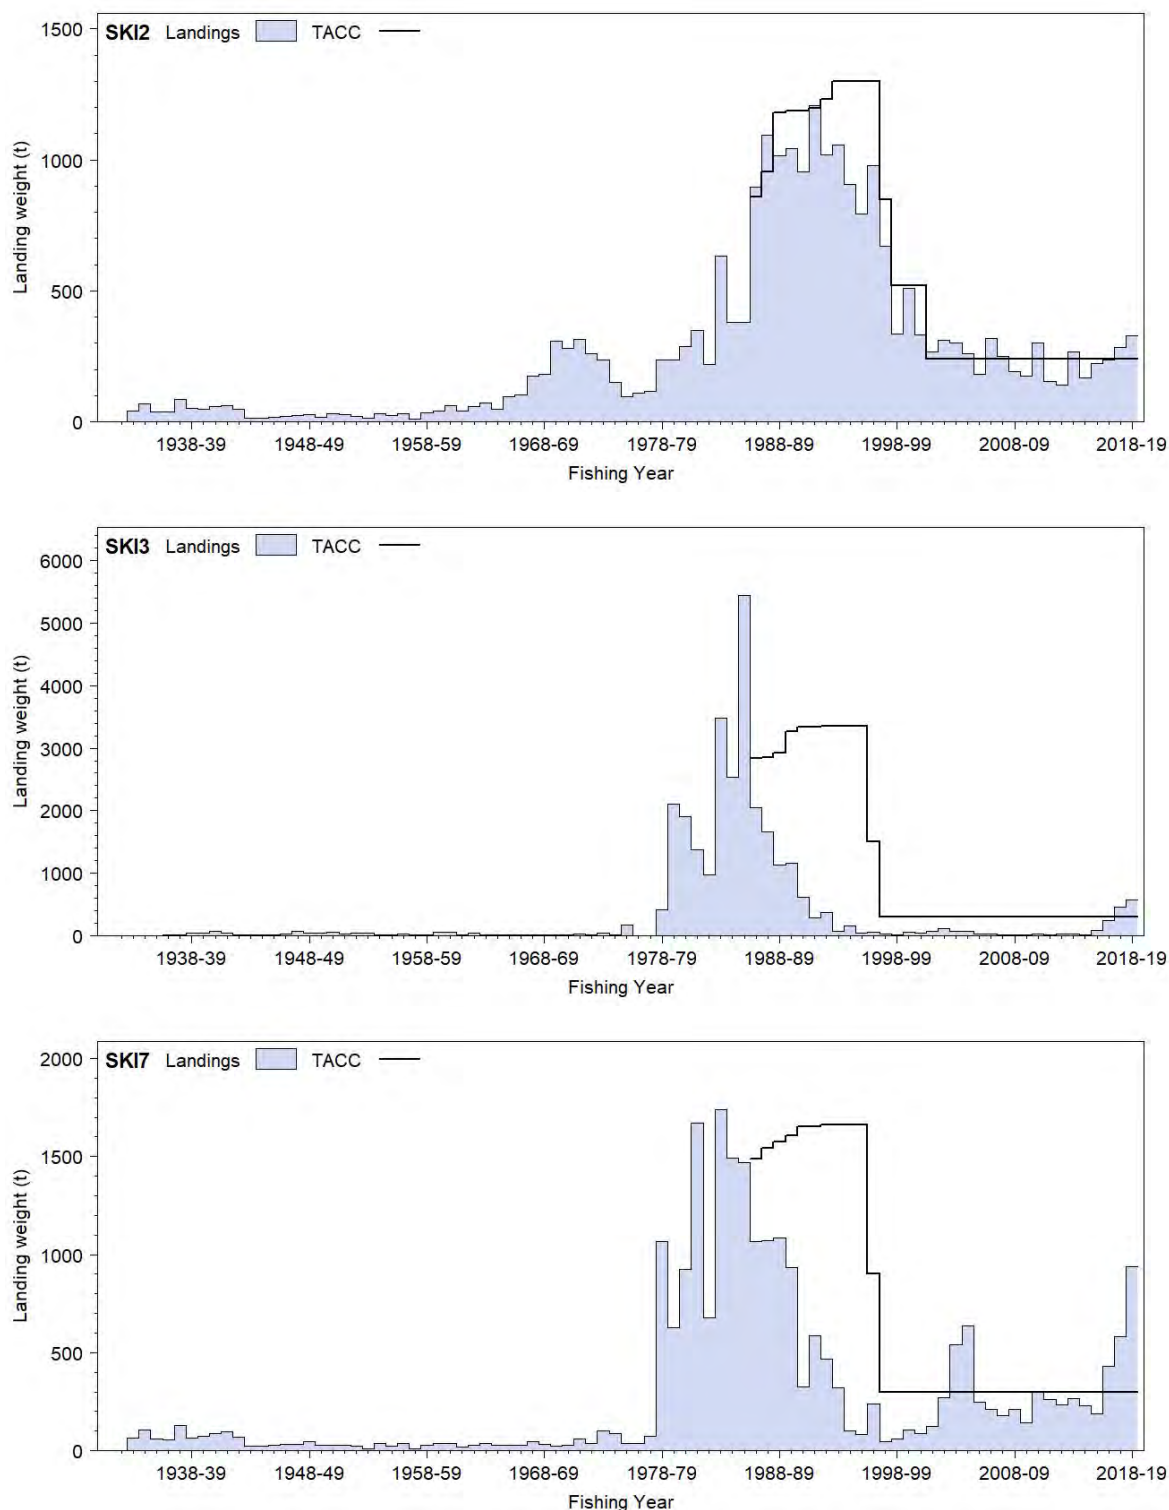 SKI2 Landings TACC
1500
1000
500
0
Landing weight (t)
1938-39 1948-49 1958-59 1968-69 1978-79 1988-89 1998-99 2008-09 2018-19
Fishing Year
SKI3 Landings TACC
6000
5000
4000
3000
2000
1000
0
Landing weight (t)
1938-39 1948-49 1958-59 1968-69 1978-79 1988-89 1998-99 2008-09 2018-19
Fishing Year
SKI7 Landings TACC
2000
1500
1000
500
0
Landing weight (t)
1938-39 1948-49 1958-59 1968-69 1978-79 1988-89 1998-99 2008-09 2018-19
Fishing Year